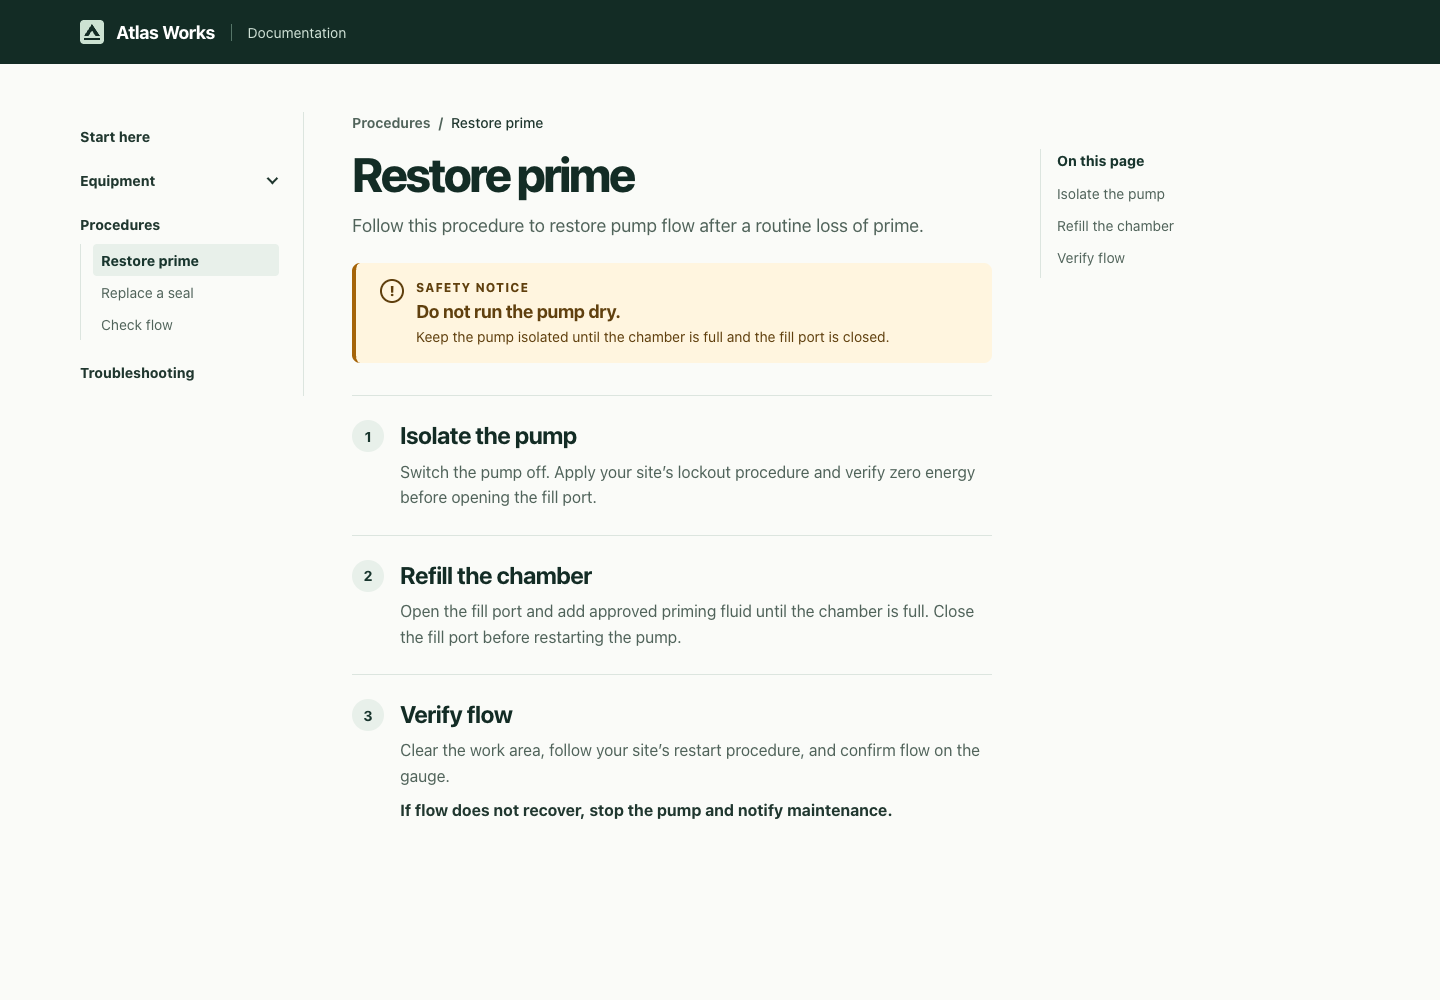 Atlas Works
Documentation
Start here
Equipment
Procedures
Restore prime
Replace a seal
Check flow
Troubleshooting
Procedures / Restore prime
Restore prime
Follow this procedure to restore pump flow after a routine loss of prime.
!
SAFETY NOTICE
Do not run the pump dry.
Keep the pump isolated until the chamber is full and the fill port is closed.
1
Isolate the pump
Switch the pump off. Apply your site’s lockout procedure and verify zero energy
before opening the fill port.
2
Refill the chamber
Open the fill port and add approved priming fluid until the chamber is full. Close
the fill port before restarting the pump.
3
Verify flow
Clear the work area, follow your site’s restart procedure, and confirm flow on the
gauge.
If flow does not recover, stop the pump and notify maintenance.
On this page
Isolate the pump
Refill the chamber
Verify flow